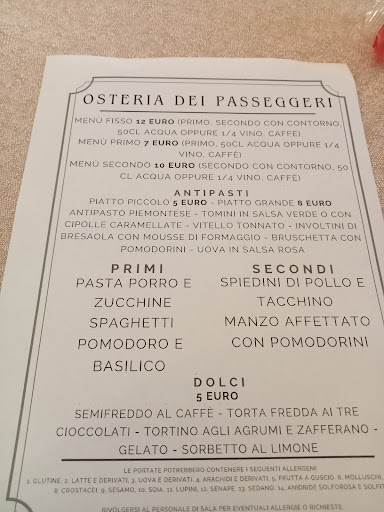 OSTERIA DEI PASSEGGERI
MENÙ FISSO 12 EURO (PRIMO, SECONDO CON CONTORNO,
50CL ACQUA OPPURE 1/4 VINO, CAFFÈ)
MENÙ PRIMO 7 EURO (PRIMO, 50CL ACQUA OPPURE 1/4
VINO, CAFFÈ)
MENÙ SECONDO 10 EURO (SECONDO CON CONTORNO, 50
CL ACQUA OPPURE 1/4 VINO, CAFFÈ)
ANTIPASTI
PIATTO PICCOLO 5 EURO - PIATTO GRANDE 8 EURO
ANTIPASTO PIEMONTESE - TOMINI IN SALSA VERDE O CON
CIPOLLE CARAMELLATE - VITELLO TONNATO - INVOLTINI DI
BRESAOLA CON MOUSSE DI FORMAGGIO - BRUSCHETTA CON
POMODORINI - UOVA IN SALSA ROSA
PRIMI
PASTA PORRO E
ZUCCHINE
SPAGHETTI
POMODORO E
BASILICO
SECONDI
SPIEDINI DI POLLO E
TACCHINO
MANZO AFFETTATO
CON POMODORINI
DOLCI
5 EURO
SEMIFREDDO AL CAFFÈ - TORTA FREDDA AI TRE
CIOCCOLATI - TORTINO AGLI AGRUMI E ZAFFERANO -
GELATO - SORBETTO AL LIMONE
LE PORTATE POTREBBERO CONTENERE I SEGUENTI ALLERGENI:
1. GLUTINE, 2. LATTE E DERIVATI, 3. UOVA E DERIVATI, 4. ARACHIDI E DERIVATI, 5. FRUTTA A GUSCIO, 6. MOLLUSCHI,
8. CROSTACEI, 9. SESAMO, 10. SOIA, 11. LUPINI, 12. SENAPE, 13. SEDANO, 14. ANIDRIDE SOLFOROSA E SOLFITI
RIVOLGERSI AL PERSONALE DI SALA PER EVENTUALI ALLERGIE O RICHIESTE.